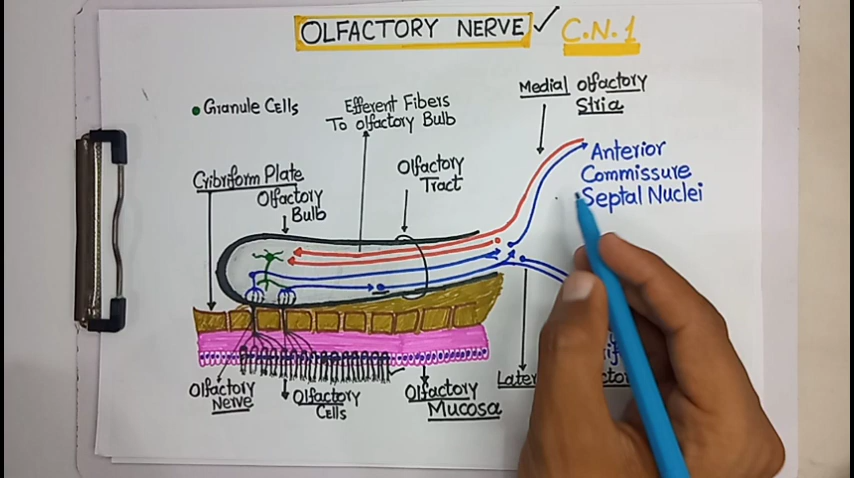 OLFACTORY NERVE ✓ C.N.1
Medial olfactory
Stria
Granule Cells
Efferent Fibers
To olfactory Bulb
Olfactory
Tract
Cribriform Plate
Olfactory
Bulb
Anterior
Commissure
Septal Nuclei
Olfactory
Nerve
Olfactory
Cells
Olfactory
Mucosa